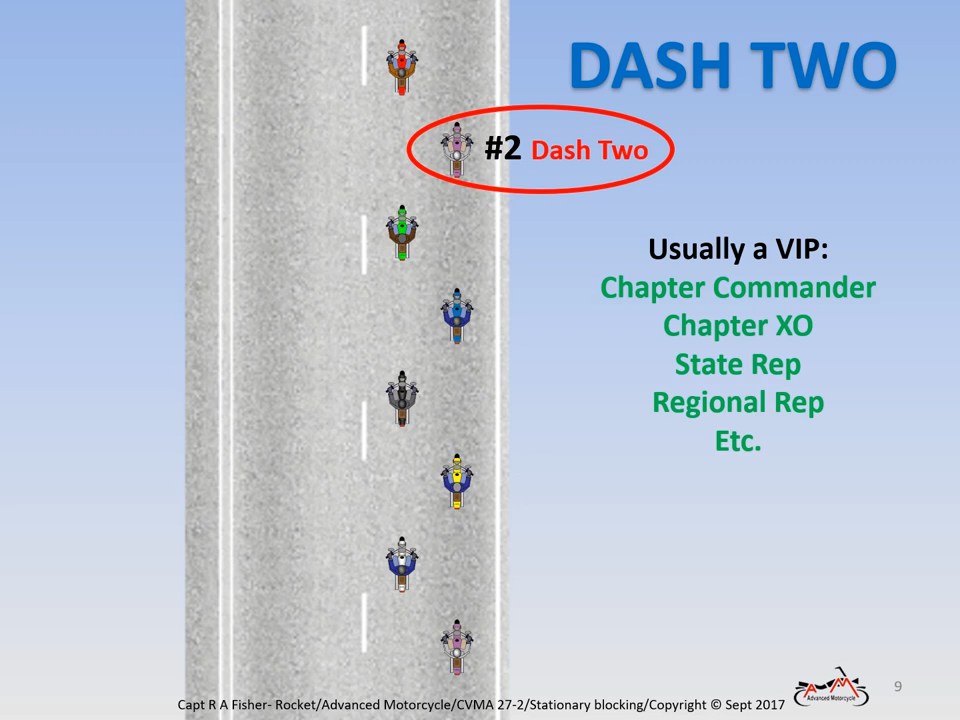 DASH TWO
#2 Dash Two
Usually a VIP:
Chapter Commander
Chapter XO
State Rep
Regional Rep
Etc.
Advanced Motorcycle
9
Capt R A Fisher- Rocket/Advanced Motorcycle/CVMA 27-2/Stationary blocking/Copyright © Sept 2017